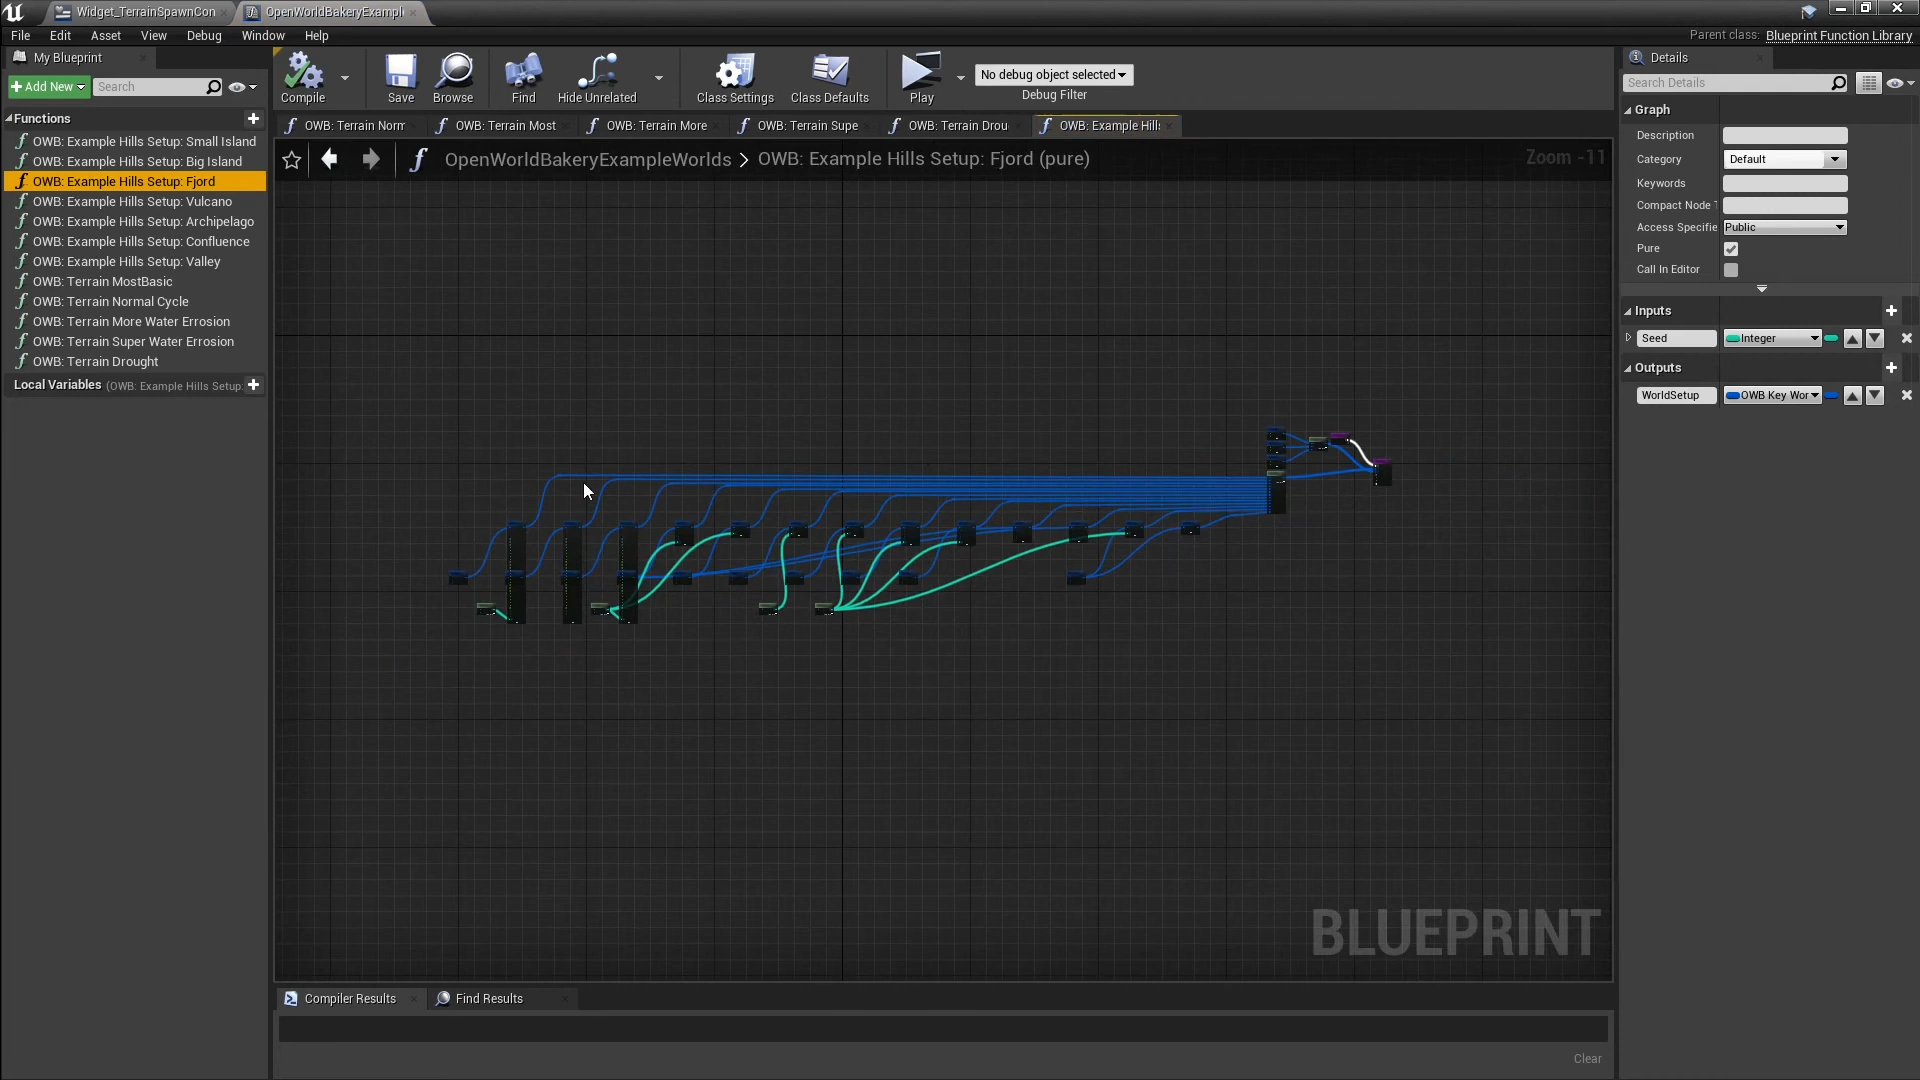 Widget_TerrainSpawnCon
OpenWorldBakeryExampl
File Edit Asset View Debug Window Help
Parent class: Blueprint Function Library
My Blueprint
Add New
Search
Functions
OWB: Example Hills Setup: Small Island
OWB: Example Hills Setup: Big Island
OWB: Example Hills Setup: Fjord
OWB: Example Hills Setup: Vulcano
OWB: Example Hills Setup: Archipelago
OWB: Example Hills Setup: Confluence
OWB: Example Hills Setup: Valley
OWB: Terrain MostBasic
OWB: Terrain Normal Cycle
OWB: Terrain More Water Errosion
OWB: Terrain Super Water Errosion
OWB: Terrain Drought
Local Variables (OWB: Example Hills Setup:
Compile
Save
Browse
Find
Hide Unrelated
Class Settings
Class Defaults
Play
No debug object selected
Debug Filter
OWB: Terrain Norm
OWB: Terrain Most
OWB: Terrain More
OWB: Terrain Supe
OWB: Terrain Drou
OWB: Example Hills
OpenWorldBakeryExampleWorlds > OWB: Example Hills Setup: Fjord (pure)
Zoom -11
BLUEPRINT
Compiler Results
Find Results
Clear
Details
Search Details
Graph
Description
Category Default
Keywords
Compact Node T
Access Specifie Public
Pure
Call In Editor
Inputs
Seed Integer
Outputs
WorldSetup OWB Key Wor